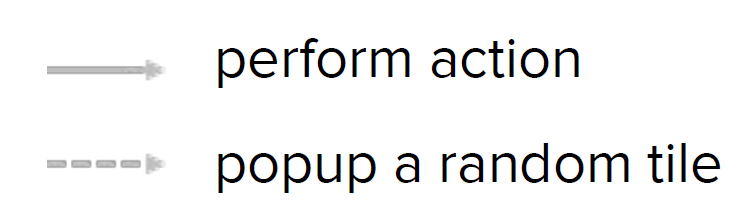 perform action
popup a random tile